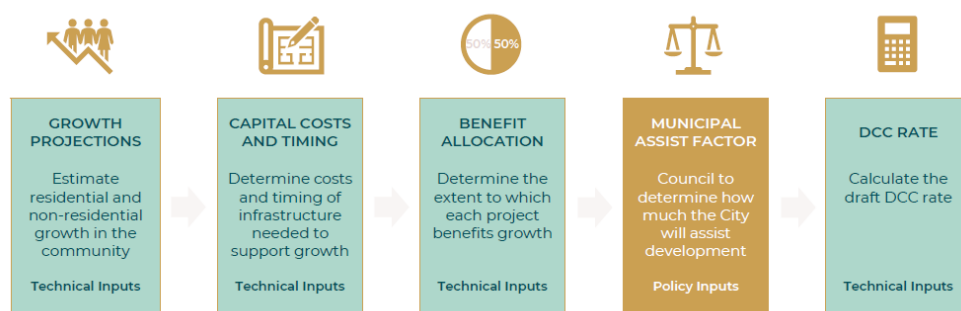 50% 50%
GROWTH
PROJECTIONS
Estimate
residential and
non-residential
growth in the
community
Technical Inputs
CAPITAL COSTS
AND TIMING
Determine costs
and timing of
infrastructure
needed to
support growth
Technical Inputs
BENEFIT
ALLOCATION
Determine the
extent to which
each project
benefits growth
Technical Inputs
MUNICIPAL
ASSIST FACTOR
Council to
determine how
much the City
will assist
development
Policy Inputs
DCC RATE
Calculate the
draft DCC rate
Technical Inputs